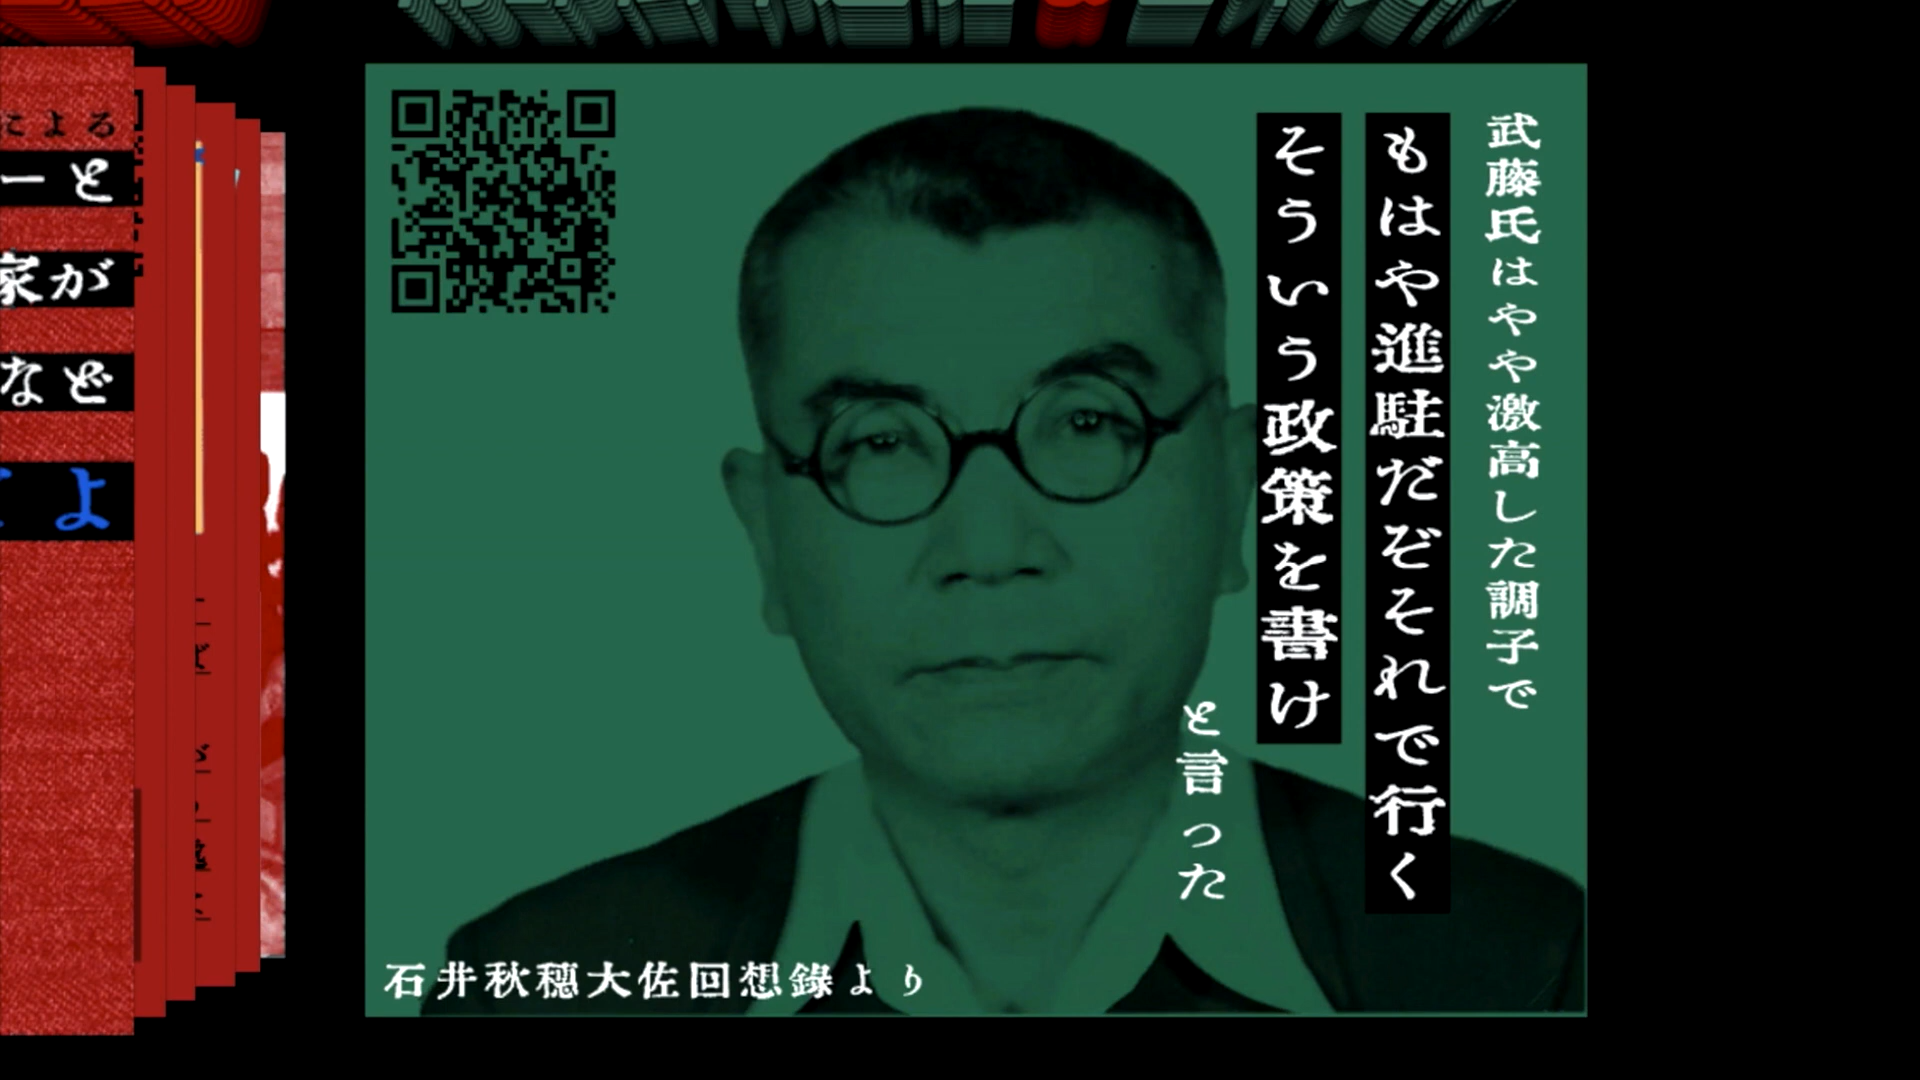 武藤氏はやや激高した調子で
もはや進駐だぞそれで行く
そういう政策を書け
と言った
石井秋穂大佐回想録より
による
ーと
家が
など
よ